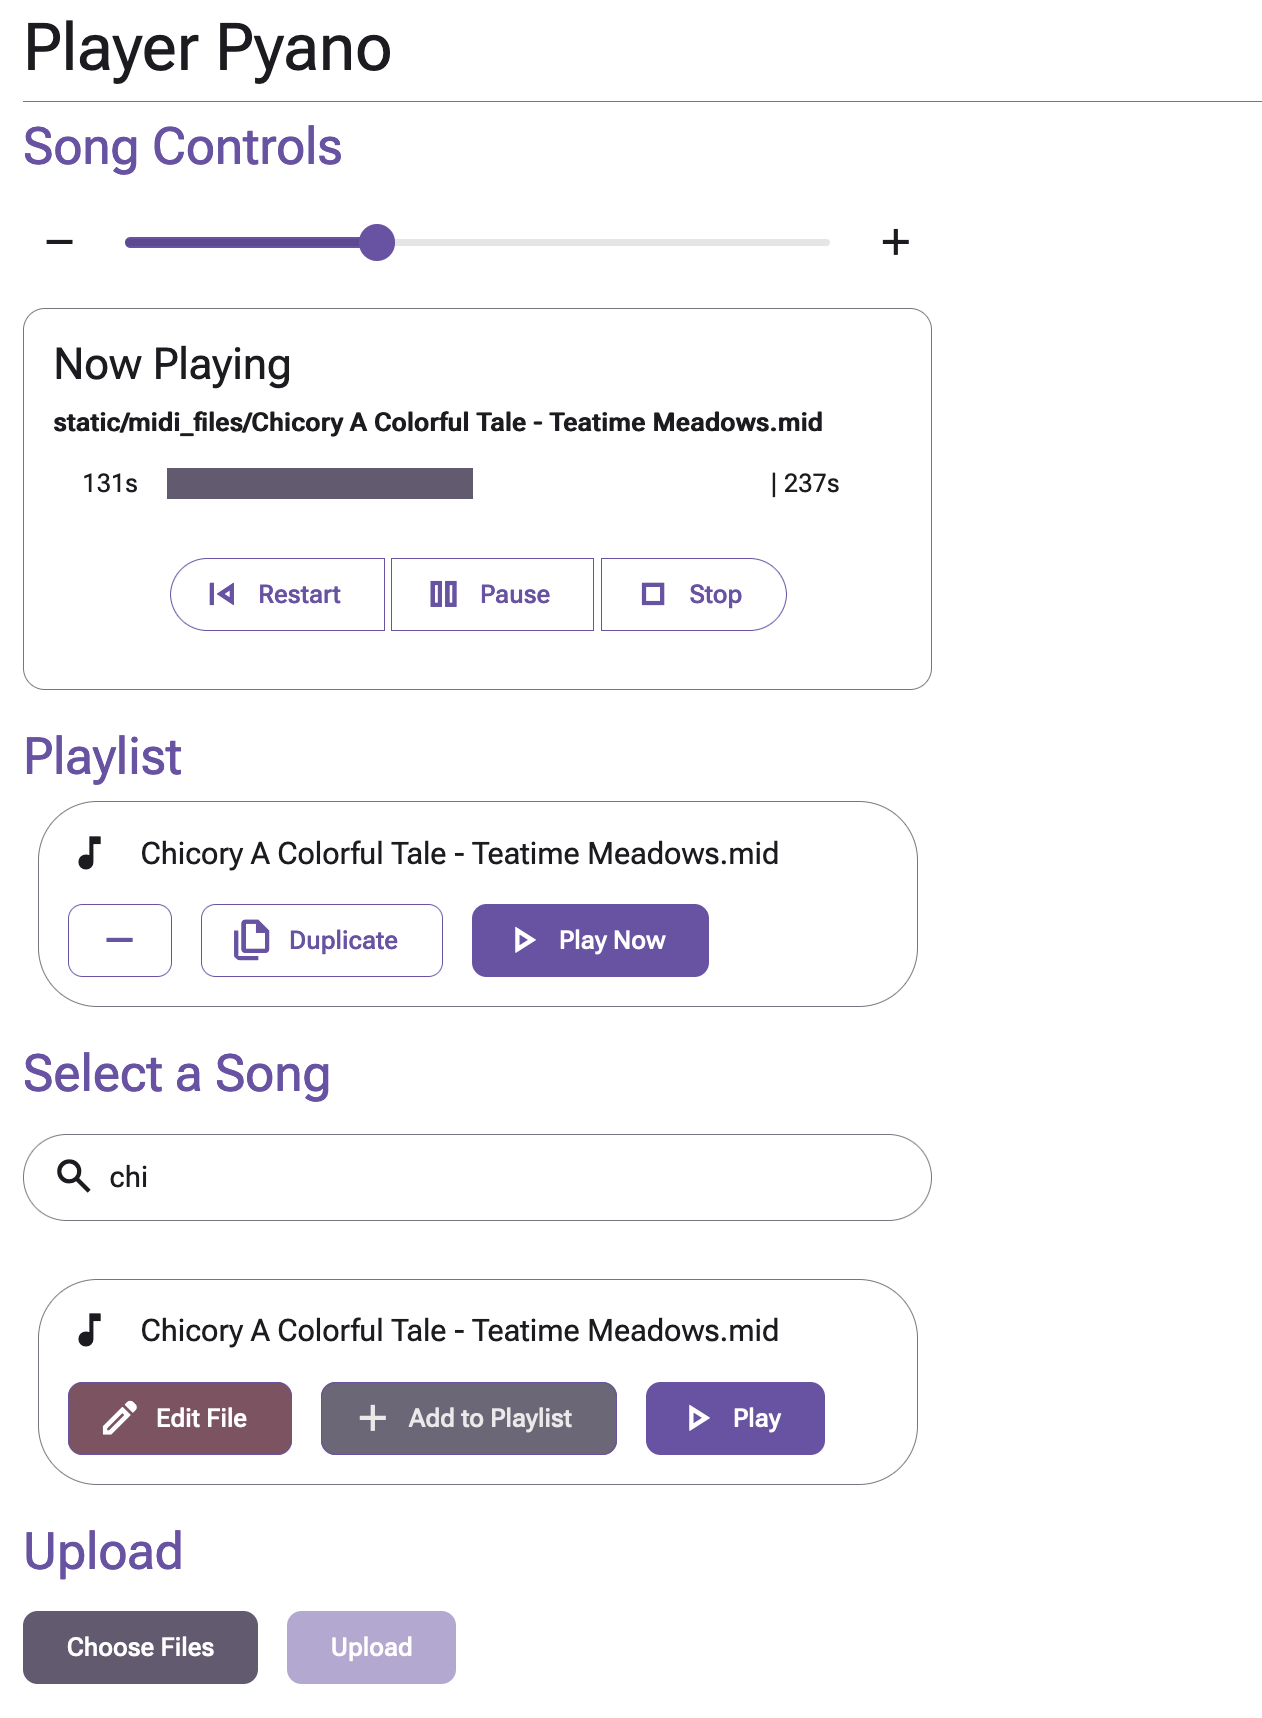 Player Pyano
Song Controls
Now Playing
static/midi_files/Chicory A Colorful Tale - Teatime Meadows.mid
131s | 237s
Restart Pause Stop
Playlist
Chicory A Colorful Tale - Teatime Meadows.mid
Duplicate Play Now
Select a Song
chi
Chicory A Colorful Tale - Teatime Meadows.mid
Edit File Add to Playlist Play
Upload
Choose Files Upload